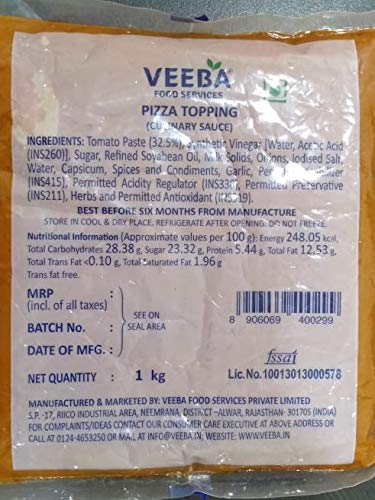 VEEBA
FOOD SERVICES
PIZZA TOPPING
(CULINARY SAUCE)
INGREDIENTS: Tomato Paste (32.5%), Synthetic Vinegar [Water, Acetic Acid
(INS260)], Sugar, Refined Soyabean Oil, Milk Solids, Onions, Iodised Salt,
Water, Capsicum, Spices and Condiments, Garlic,
(INS415), Permitted Acidity Regulator (INS330), Permitted Preservative
(INS211), Herbs and Permitted Antioxidant (INS319).
BEST BEFORE SIX MONTHS FROM MANUFACTURE
STORE IN COOL & DRY PLACE. REFRIGERATE AFTER OPENING. DO NOT FREEZE.
Nutritional Information (Approximate values per 100 g): Energy 248.05 kcal,
Total Carbohydrates 28.38 g, Sugar 23.32 g, Protein 5.44 g, Total Fat 12.53 g,
Total Trans Fat <0.10 g, Total Saturated Fat 1.96 g
Trans fat free.
MRP :
(incl. of all taxes)
BATCH No. :
DATE OF MFG. :
SEE ON
SEAL AREA
8 906069 400299
fssai
Lic. No. 10013013000578
NET QUANTITY : 1 kg
MANUFACTURED & MARKETED BY: VEEBA FOOD SERVICES PRIVATE LIMITED
S.P. -17, RIICO INDUSTRIAL AREA, NEEMRANA, DISTRICT -ALWAR, RAJASTHAN- 301705 (INDIA)
FOR COMPLAINTS/IDEAS CONTACT OUR CONSUMER CARE EXECUTIVE AT ABOVE ADDRESS OR
CALL AT 0124-4653250 OR MAIL AT INFO@VEEBA.IN, WEBSITE: WWW.VEEBA.IN